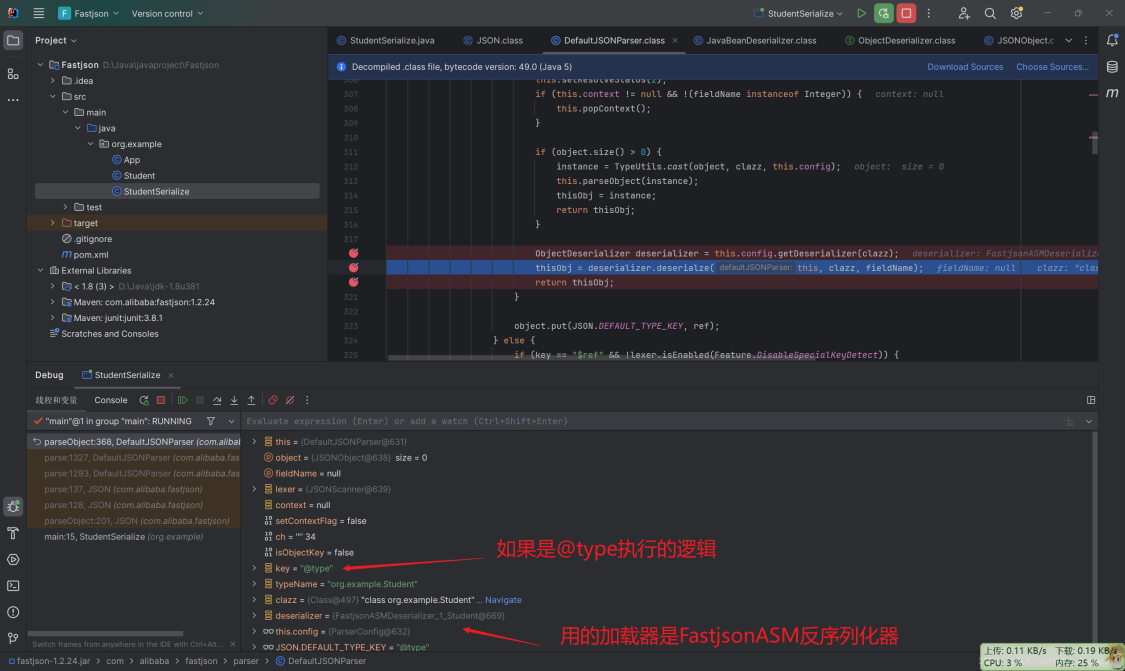 Fastjson
Version control
StudentSerialize
Project
StudentSerialize.java
JSON.class
DefaultJSONParser.class
JavaBeanDeserializer.class
ObjectDeserializer.class
JSONObject.c
Fastjson D:\Java\javaproject\Fastjson
.idea
src
main
java
org.example
App
Student
StudentSerialize
test
target
.gitignore
pom.xml
External Libraries
< 1.8 (3) > D:\Java\jdk-1.8u381
Maven: com.alibaba:fastjson:1.2.24
Maven: junit:junit:3.8.1
Scratches and Consoles
Decompiled .class file, bytecode version: 49.0 (Java 5)
Download Sources
Choose Sources...
this.setResolveStatus(2);
307 if (this.context != null && !(fieldName instanceof Integer)) { context: null
308 this.popContext();
309 }
310
311 if (object.size() > 0) {
312 instance = TypeUtils.cast(object, clazz, this.config); object: size = 0
313 this.parseObject(instance);
314 thisObj = instance;
315 return thisObj;
316 }
317
ObjectDeserializer deserializer = this.config.getDeserializer(clazz); deserializer: FastjsonASMDeserializ
thisObj = deserializer.deserialze( defaultJSONParser: this, clazz, fieldName); fieldName: null clazz: "clas
return thisObj;
321 }
322
323 object.put(JSON.DEFAULT_TYPE_KEY, ref);
324 } else {
325 if (key == "$ref" && !lexer.isEnabled(Feature.DisableSpecialKeyDetect)) {
Debug
StudentSerialize
线程和变量
Console
"main"@1 in group "main": RUNNING
Evaluate expression (Enter) or add a watch (Ctrl+Shift+Enter)
parseObject:368, DefaultJSONParser (com.alibal
parse:1327, DefaultJSONParser (com.alibaba.fas
parse:1293, DefaultJSONParser (com.alibaba.fas
parse:137, JSON (com.alibaba.fastjson)
parse:128, JSON (com.alibaba.fastjson)
parseObject:201, JSON (com.alibaba.fastjson)
main:15, StudentSerialize (org.example)
this = {DefaultJSONParser@631}
object = {JSONObject@638} size = 0
fieldName = null
lexer = {JSONScanner@639}
context = null
setContextFlag = false
ch = '"' 34
isObjectKey = false
key = "@type"
typeName = "org.example.Student"
clazz = {Class@497} "class org.example.Student" ... Navigate
deserializer = {FastjsonASMDeserializer_1_Student@669}
this.config = {ParserConfig@632}
JSON.DEFAULT_TYPE_KEY = "@type"
如果是@type执行的逻辑
用的加载器是FastjsonASM反序列化器
Switch frames from anywhere in the IDE with Ctrl+Alt...
fastjson-1.2.24.jar > com > alibaba > fastjson > parser > DefaultJSONParser
上传: 0.11 KB/s 下载: 0.19 KB/s
CPU: 3 % 内存: 25 %